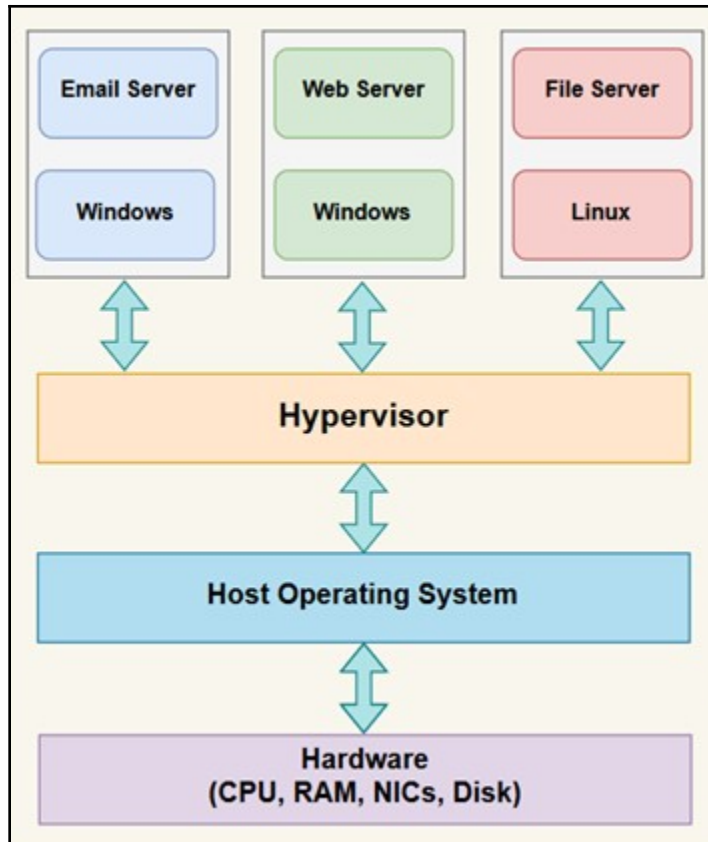 Email Server
Web Server
File Server
Windows
Windows
Linux
Hypervisor
Host Operating System
Hardware
(CPU, RAM, NICs, Disk)